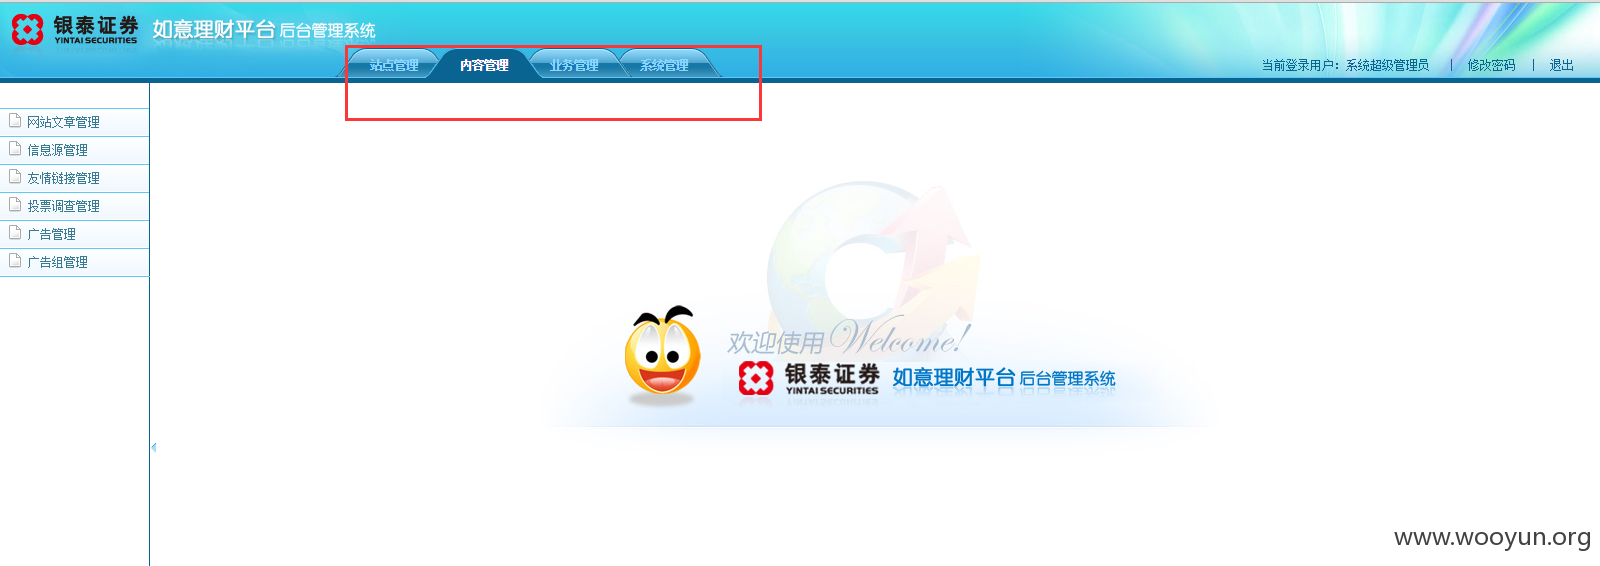 银泰证券 如意理财平台 后台管理系统
YINTAI SECURITIES
站点管理 内容管理 业务管理 系统管理
当前登录用户：系统超级管理员 | 修改密码 | 退出
网站文章管理
信息源管理
友情链接管理
投票调查管理
广告管理
广告组管理
欢迎使用 Welcome!
银泰证券 如意理财平台 后台管理系统
YINTAI SECURITIES
www.wooyun.org